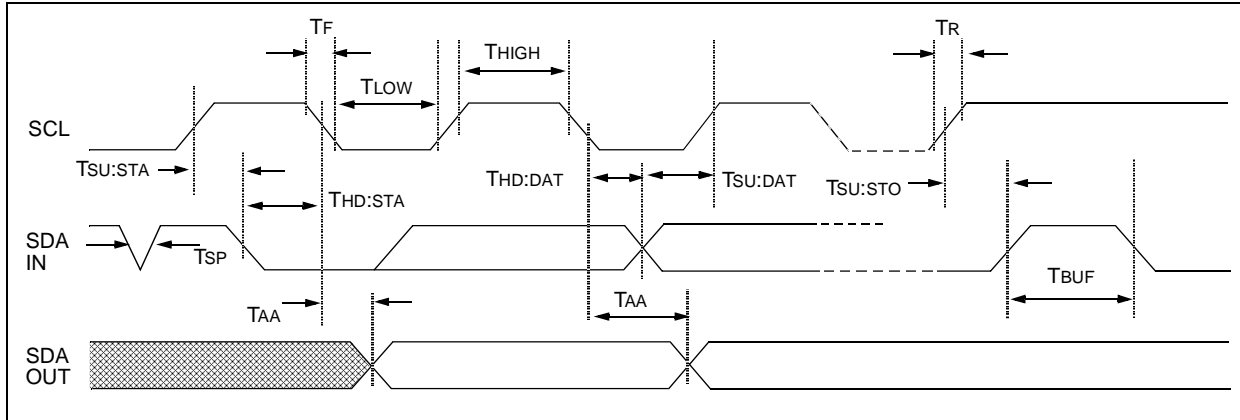 TF
TR
THIGH
TLOW
SCL
TSU:STA
THD:DAT
TSU:DAT
TSU:STO
THD:STA
SDA
IN
TSP
TBUF
TAA
TAA
SDA
OUT